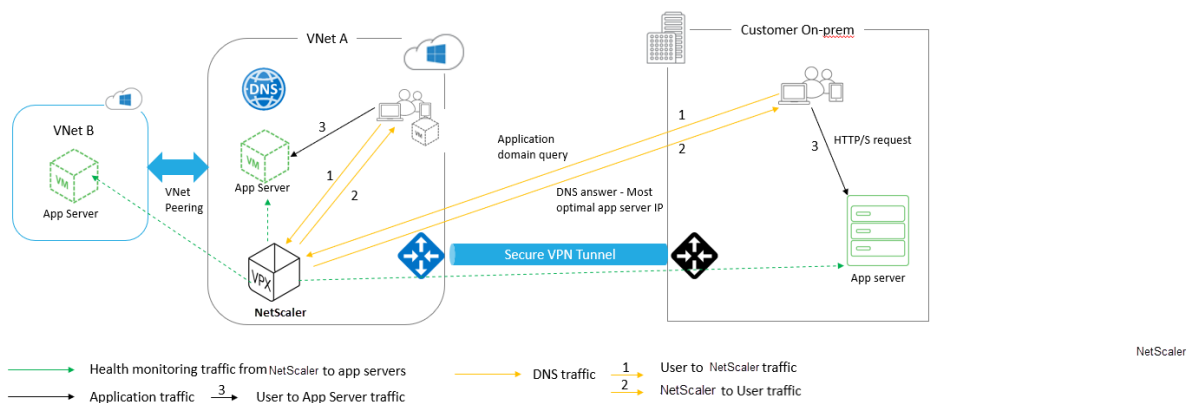 VNet A
Customer On-prem
DNS
VNet B
VM
App Server
VNet
Peering
VM
App Server
3
VM
1
2
Application
domain query
DNS answer - Most
optimal app server IP
1
2
3
HTTP/S request
App server
Secure VPN Tunnel
VPX
NetScaler
NetScaler
Health monitoring traffic from NetScaler to app servers
Application traffic 3 User to App Server traffic
DNS traffic 1 User to NetScaler traffic
2 NetScaler to User traffic